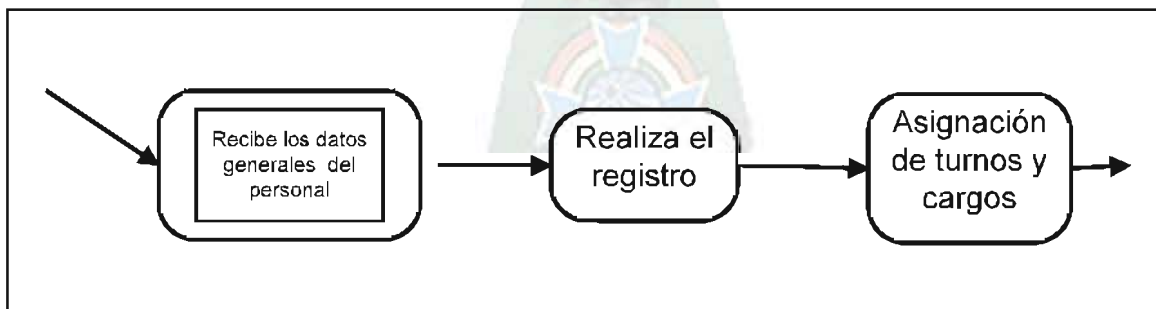 Recibe los datos
generales del
personal
Realiza el
registro
Asignación
de turnos y
cargos